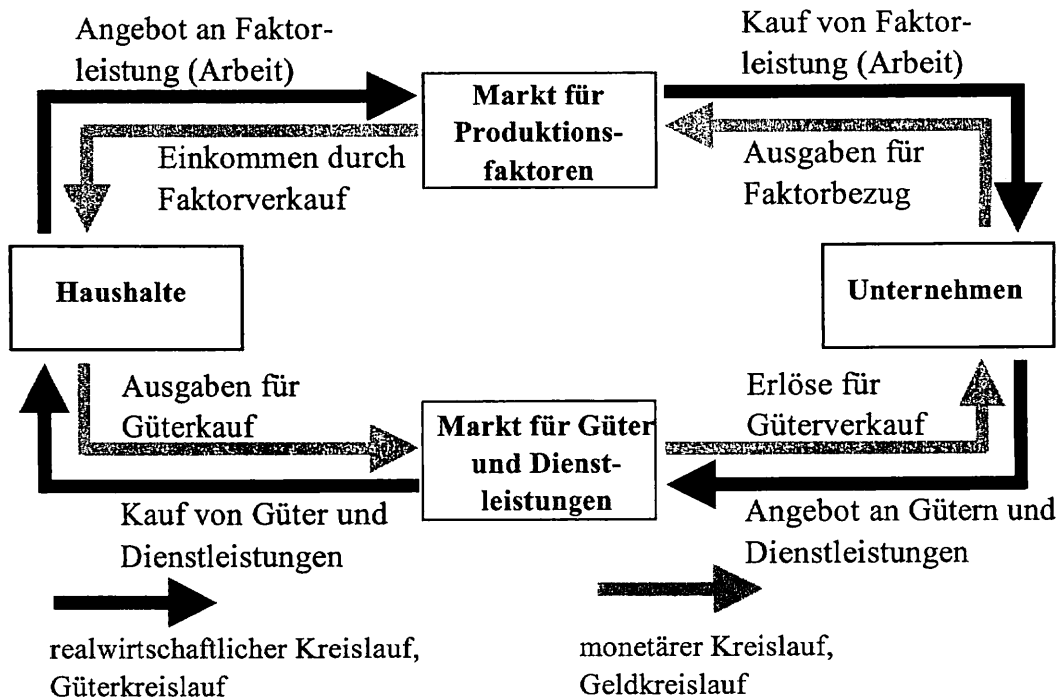 Angebot an Faktor-
leistung (Arbeit)
Kauf von Faktor-
leistung (Arbeit)
Markt für
Produktions-
faktoren
Einkommen durch
Faktorverkauf
Ausgaben für
Faktorbezug
Haushalte
Unternehmen
Ausgaben für
Güterkauf
Erlöse für
Güterverkauf
Markt für Güter
und Dienst-
leistungen
Kauf von Güter und
Dienstleistungen
Angebot an Gütern und
Dienstleistungen
realwirtschaftlicher Kreislauf,
Güterkreislauf
monetärer Kreislauf,
Geldkreislauf